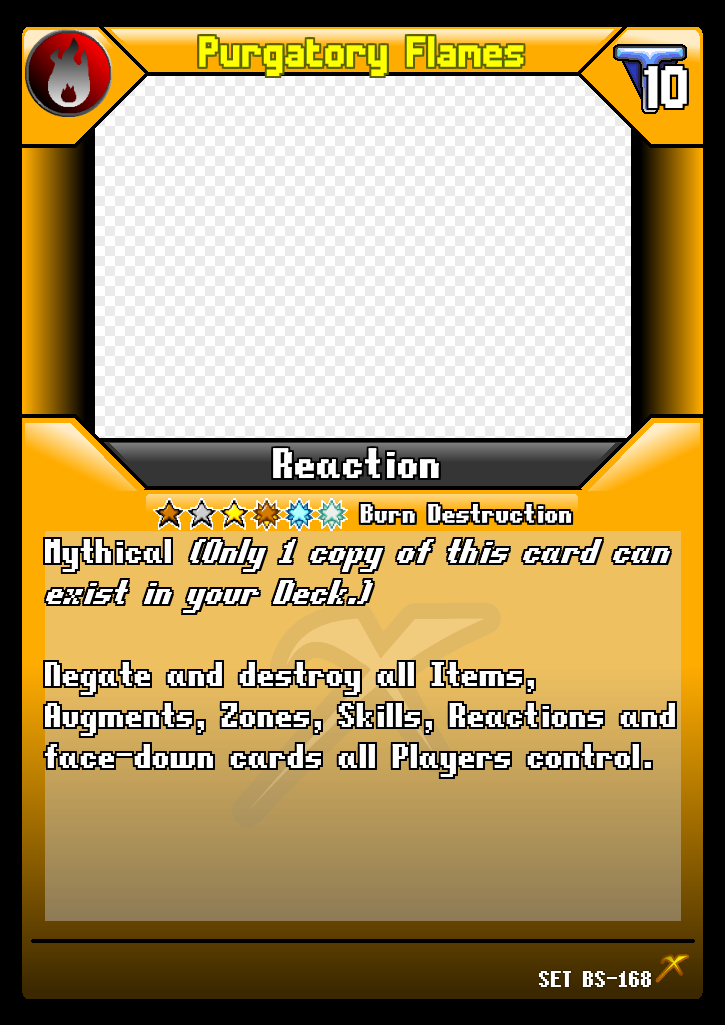 Purgatory Flames
10
Reaction
Burn Destruction
Mythical (Only 1 copy of this card can
exist in your Deck.)
Negate and destroy all Items,
Augments, Zones, Skills, Reactions and
face-down cards all Players control.
SET BS-168